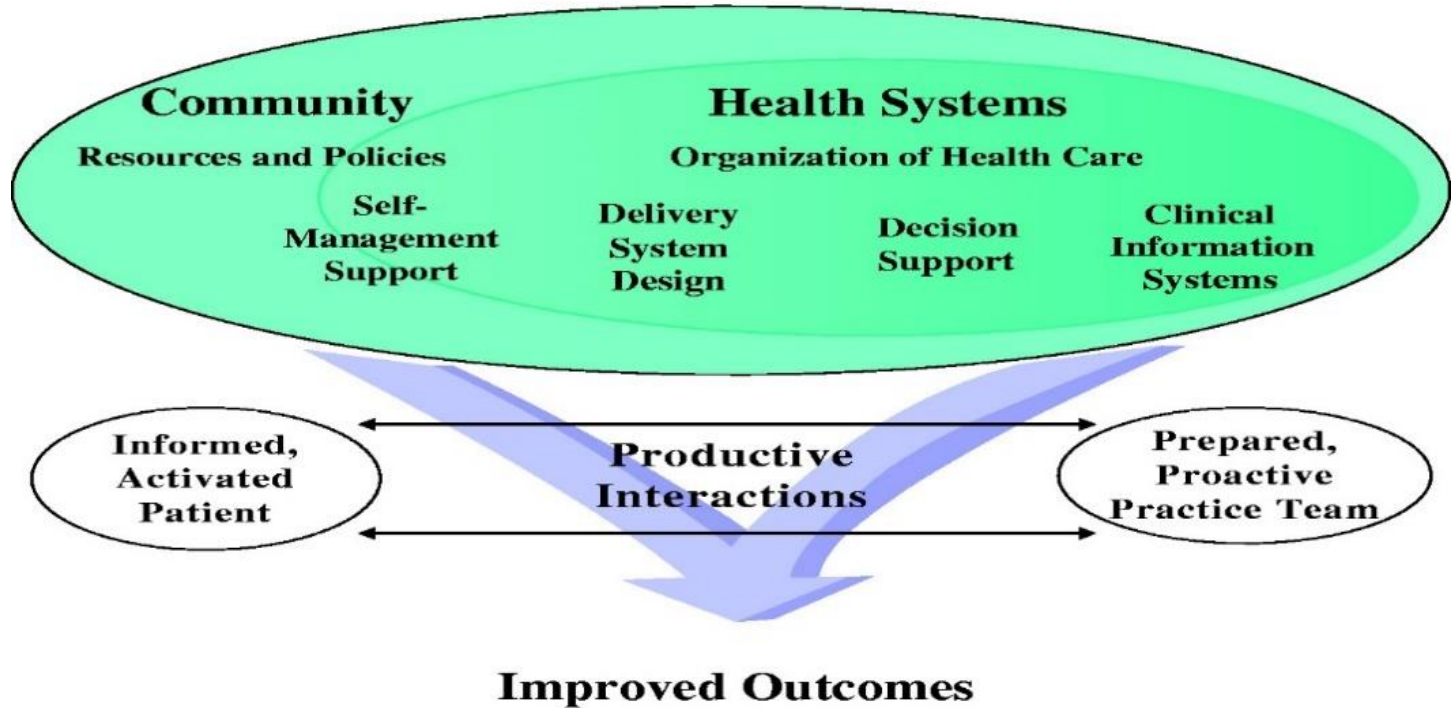 Community
Health Systems
Resources and Policies
Organization of Health Care
Self-
Management
Support
Delivery
System
Design
Decision
Support
Clinical
Information
Systems
Informed,
Activated
Patient
Productive
Interactions
Prepared,
Proactive
Practice Team
Improved Outcomes